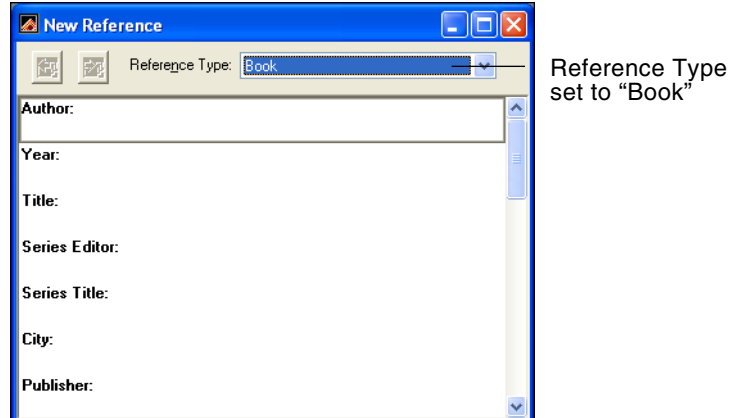 New Reference
Reference Type: Book
Reference Type
set to “Book”
Author:
Year:
Title:
Series Editor:
Series Title:
City:
Publisher: